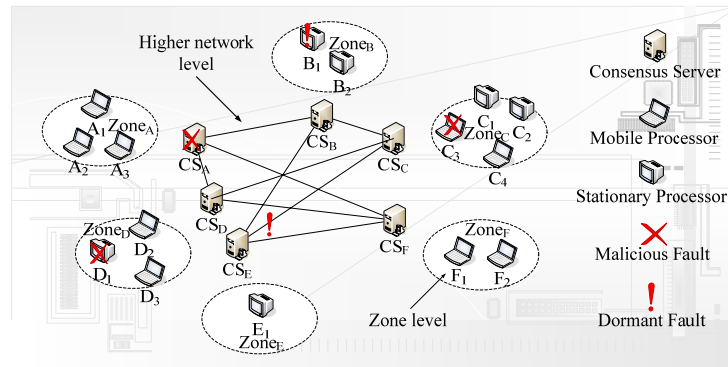 Higher network
level
Zone_B
B_1
B_2
Consensus Server
A_1
Zone_A
A_2
A_3
CS_A
CS_B
CS_C
C_1
C_2
Zone_C
C_3
C_4
Mobile Processor
Stationary Processor
CS_D
CS_E
CS_F
Zone_D
D_1
D_2
D_3
Zone_F
F_1
F_2
Malicious Fault
E_1
Zone_E
Zone level
Dormant Fault